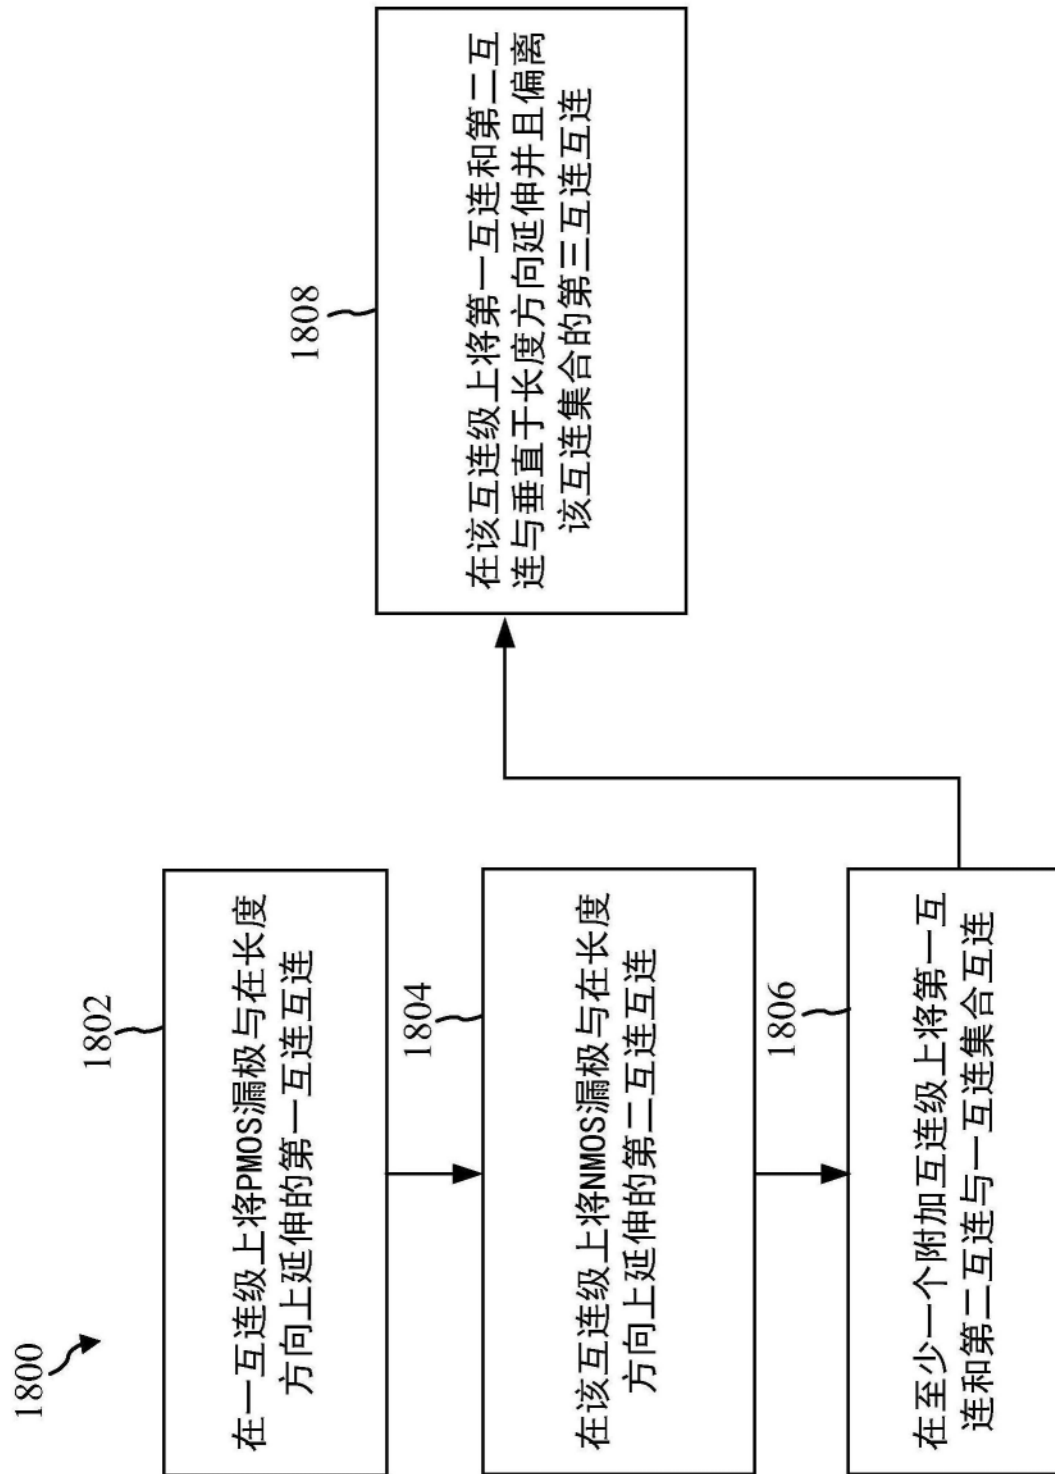 1800
1802
在一互连级上将PMOS漏极与在长度
方向上延伸的第一互连互连
1804
在该互连级上将NMOS漏极与在长度
方向上延伸的第二互连互连
1806
在至少一个附加互连级上将第一互
连和第二互连与一互连集合互连
1808
在该互连级上将第一互连和第二互
连与垂直于长度方向延伸并且偏离
该互连集合的第三互连互连